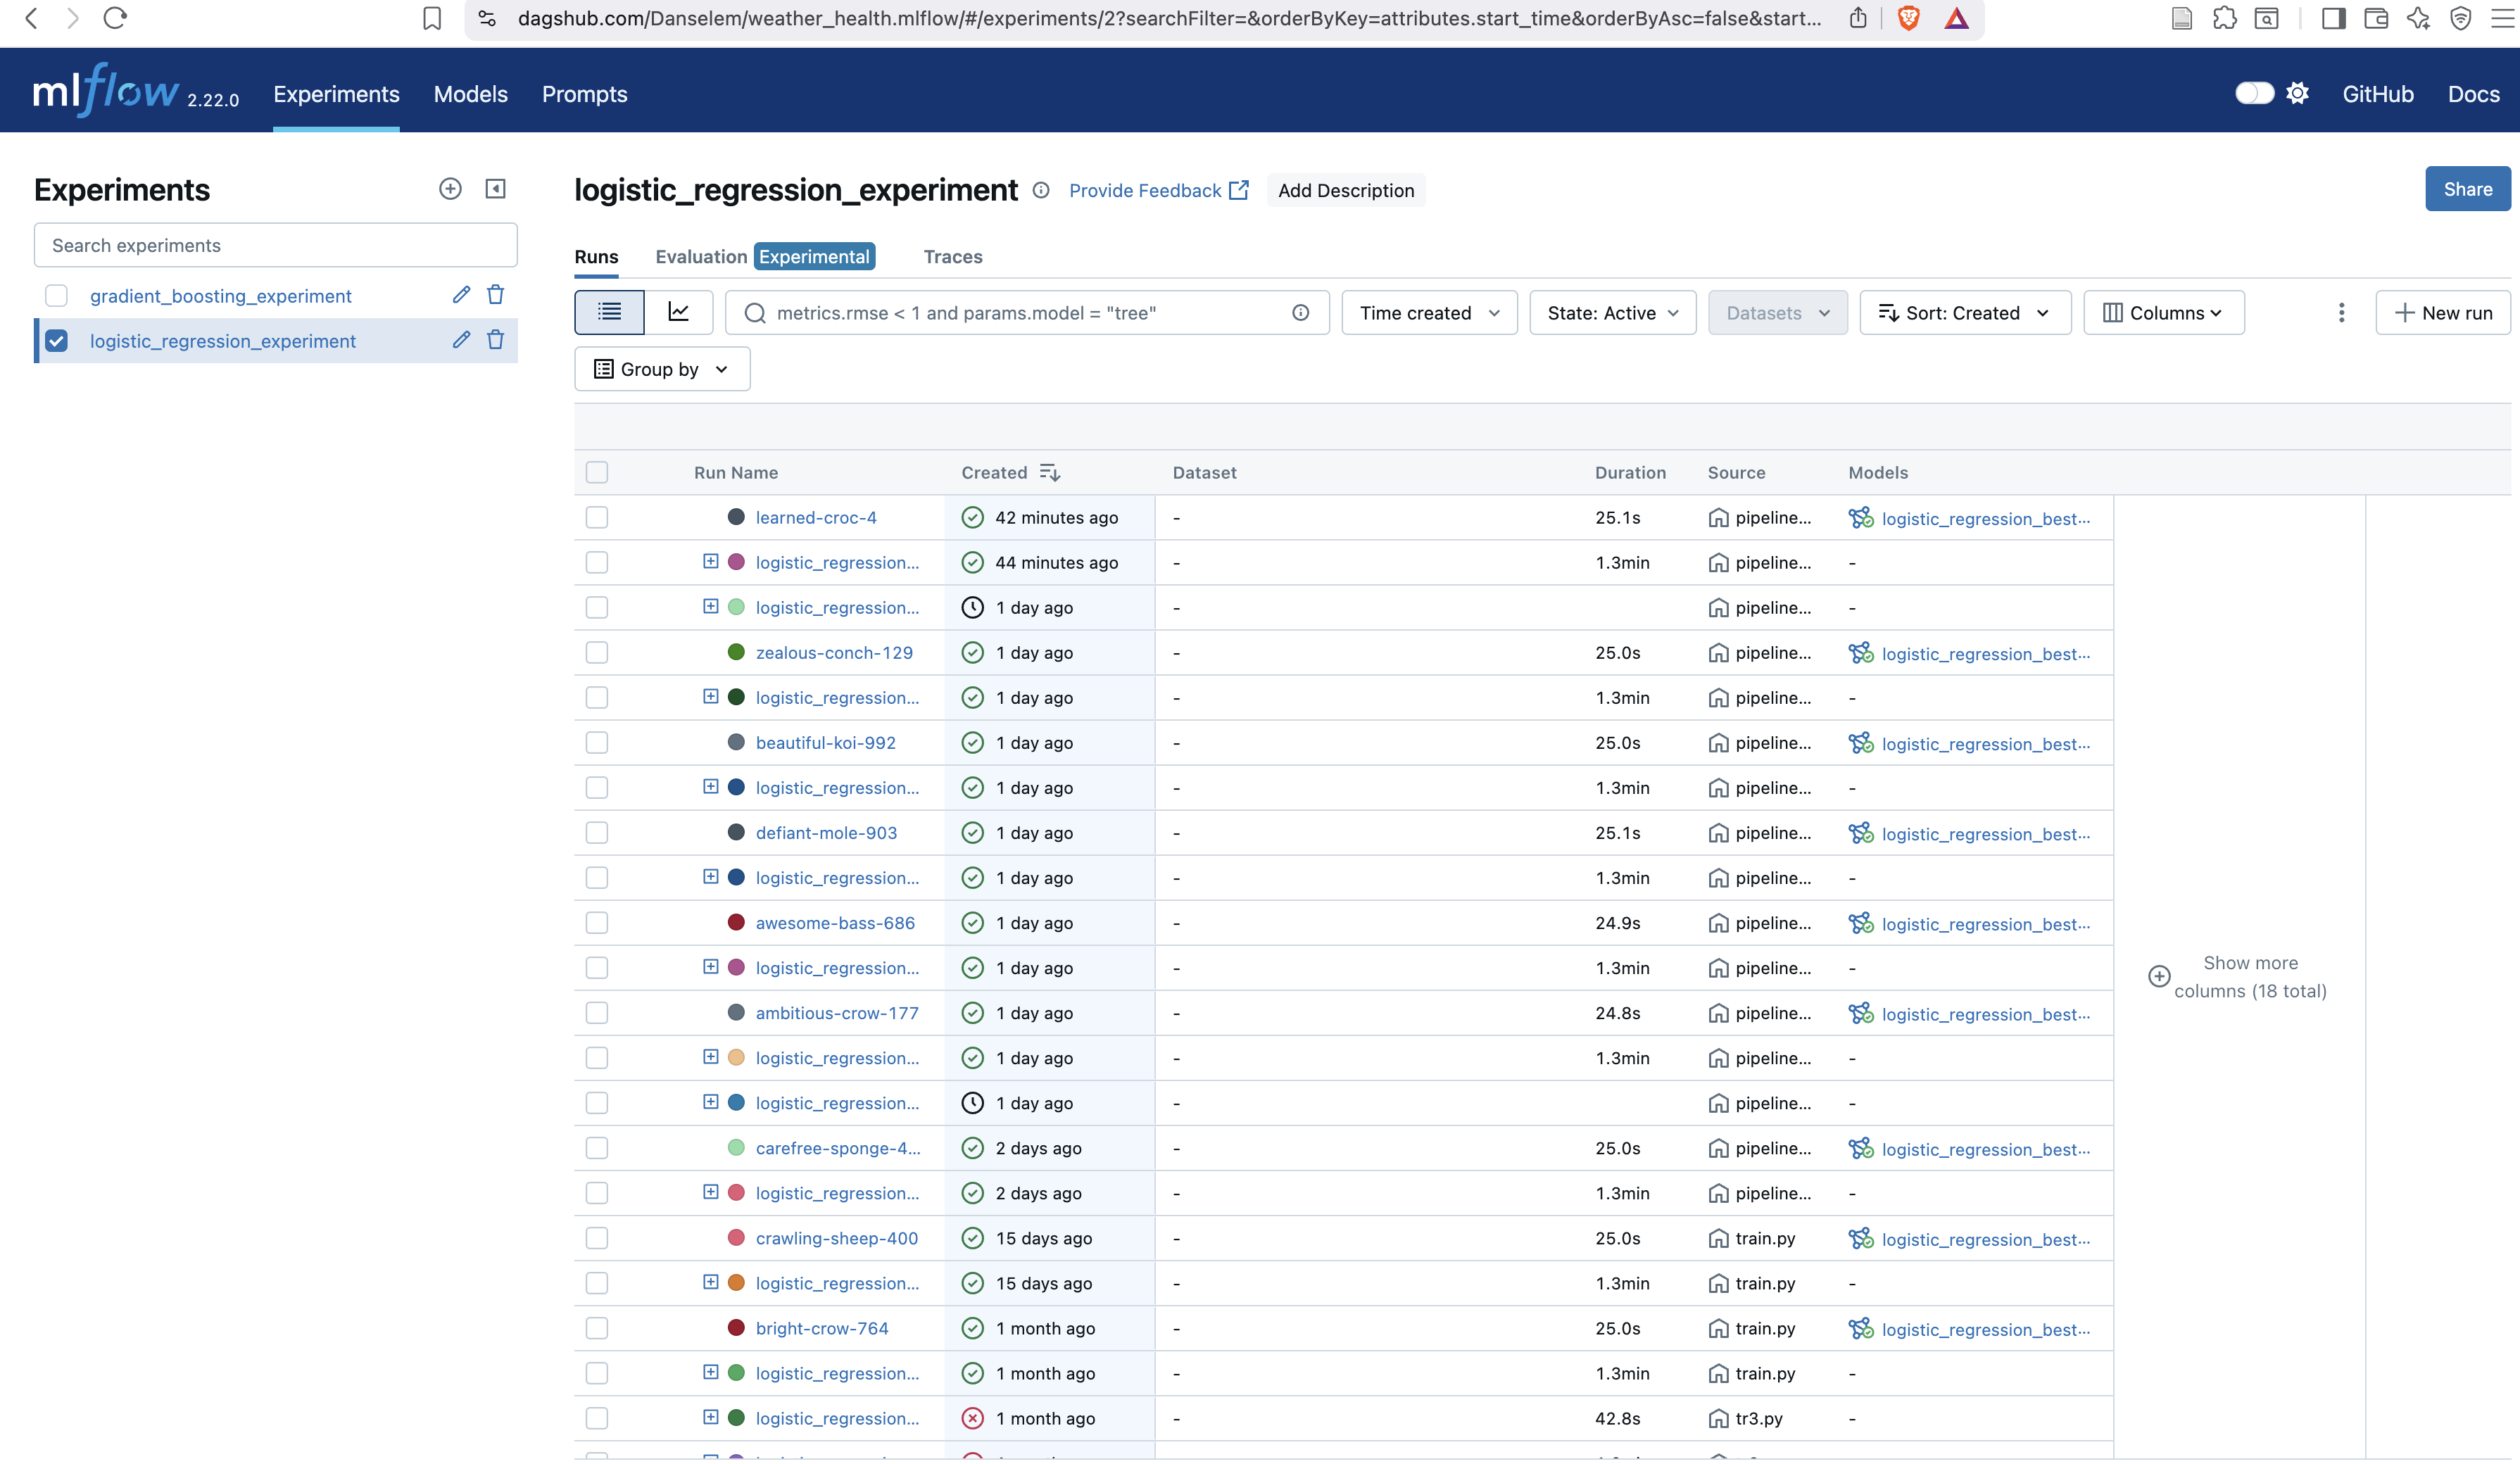 dagshub.com/Danselem/weather_health.mlflow/#/experiments/2?searchFilter=&orderByKey=attributes.start_time&orderByAsc=false&start...
mlflow 2.22.0 Experiments Models Prompts GitHub Docs
Experiments
Search experiments
gradient_boosting_experiment
logistic_regression_experiment
logistic_regression_experiment Provide Feedback Add Description Share
Runs Evaluation Experimental Traces
metrics.rmse < 1 and params.model = "tree" Time created State: Active Datasets Sort: Created Columns New run
Group by
Run Name Created Dataset Duration Source Models
learned-croc-4 42 minutes ago - 25.1s pipeline... logistic_regression_best...
logistic_regression... 44 minutes ago - 1.3min pipeline... -
logistic_regression... 1 day ago - pipeline... -
zealous-conch-129 1 day ago - 25.0s pipeline... logistic_regression_best...
logistic_regression... 1 day ago - 1.3min pipeline... -
beautiful-koi-992 1 day ago - 25.0s pipeline... logistic_regression_best...
logistic_regression... 1 day ago - 1.3min pipeline... -
defiant-mole-903 1 day ago - 25.1s pipeline... logistic_regression_best...
logistic_regression... 1 day ago - 1.3min pipeline... -
awesome-bass-686 1 day ago - 24.9s pipeline... logistic_regression_best...
logistic_regression... 1 day ago - 1.3min pipeline... -
ambitious-crow-177 1 day ago - 24.8s pipeline... logistic_regression_best...
logistic_regression... 1 day ago - 1.3min pipeline... -
logistic_regression... 1 day ago - pipeline... -
carefree-sponge-4... 2 days ago - 25.0s pipeline... logistic_regression_best...
logistic_regression... 2 days ago - 1.3min pipeline... -
crawling-sheep-400 15 days ago - 25.0s train.py logistic_regression_best...
logistic_regression... 15 days ago - 1.3min train.py -
bright-crow-764 1 month ago - 25.0s train.py logistic_regression_best...
logistic_regression... 1 month ago - 1.3min train.py -
logistic_regression... 1 month ago - 42.8s tr3.py -
Show more
columns (18 total)